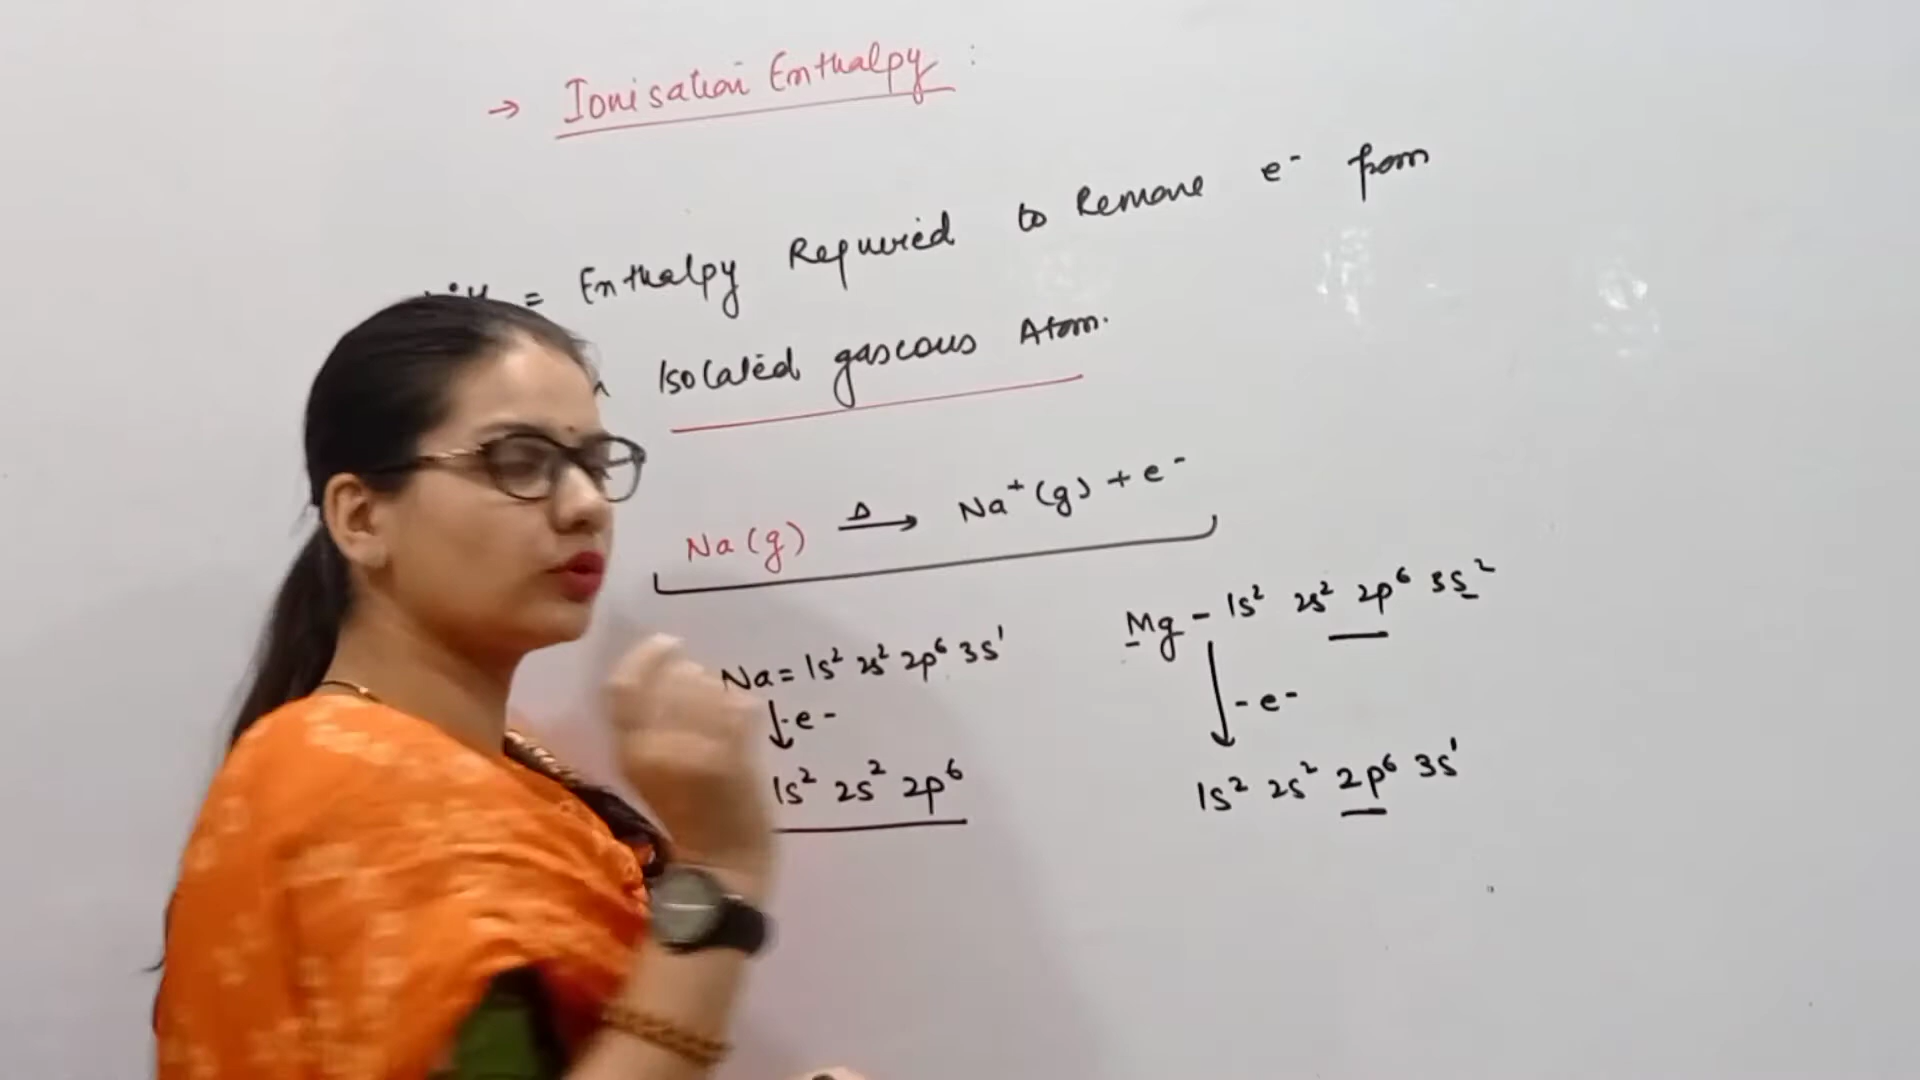 → Ionisation Enthalpy :
= Enthalpy Required to Remove e⁻ from
Isolated gaseous Atom.
Na(g) Δ→ Na⁺(g) + e⁻
Na = 1s² 2s² 2p⁶ 3s¹
↓-e-
1s² 2s² 2p⁶
Mg - 1s² 2s² 2p⁶ 3s²
↓ -e-
1s² 2s² 2p⁶ 3s¹